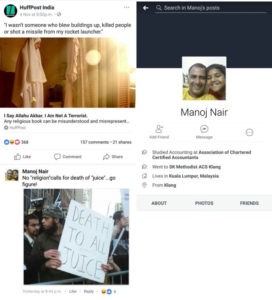 HuffPost India
4 Nov at 9:00p.m.
"I wasn't someone who blew buildings up, killed people
or shot a missile from my rocket launcher."
I Say Allahu Akbar. I Am Not A Terrorist.
Any religious book can be misunderstood and misrepresent...
HuffPost
368
157 comments • 21 shares
Like
Comment
Share
Manoj Nair
No "religion"calls for death of "juice"...go
figure!
DEATH
TO ALL
JUICE
Yesterday at 8:44 p.m. • Like • Reply
Search in Manoj's posts
Manoj Nair
Add Friend
Message
Studied Accounting at Association of Chartered
Certified Accountants
Went to SK Methodist ACS Klang
Lives in Kuala Lumpur, Malaysia
From Klang
ABOUT
PHOTOS
FRIENDS